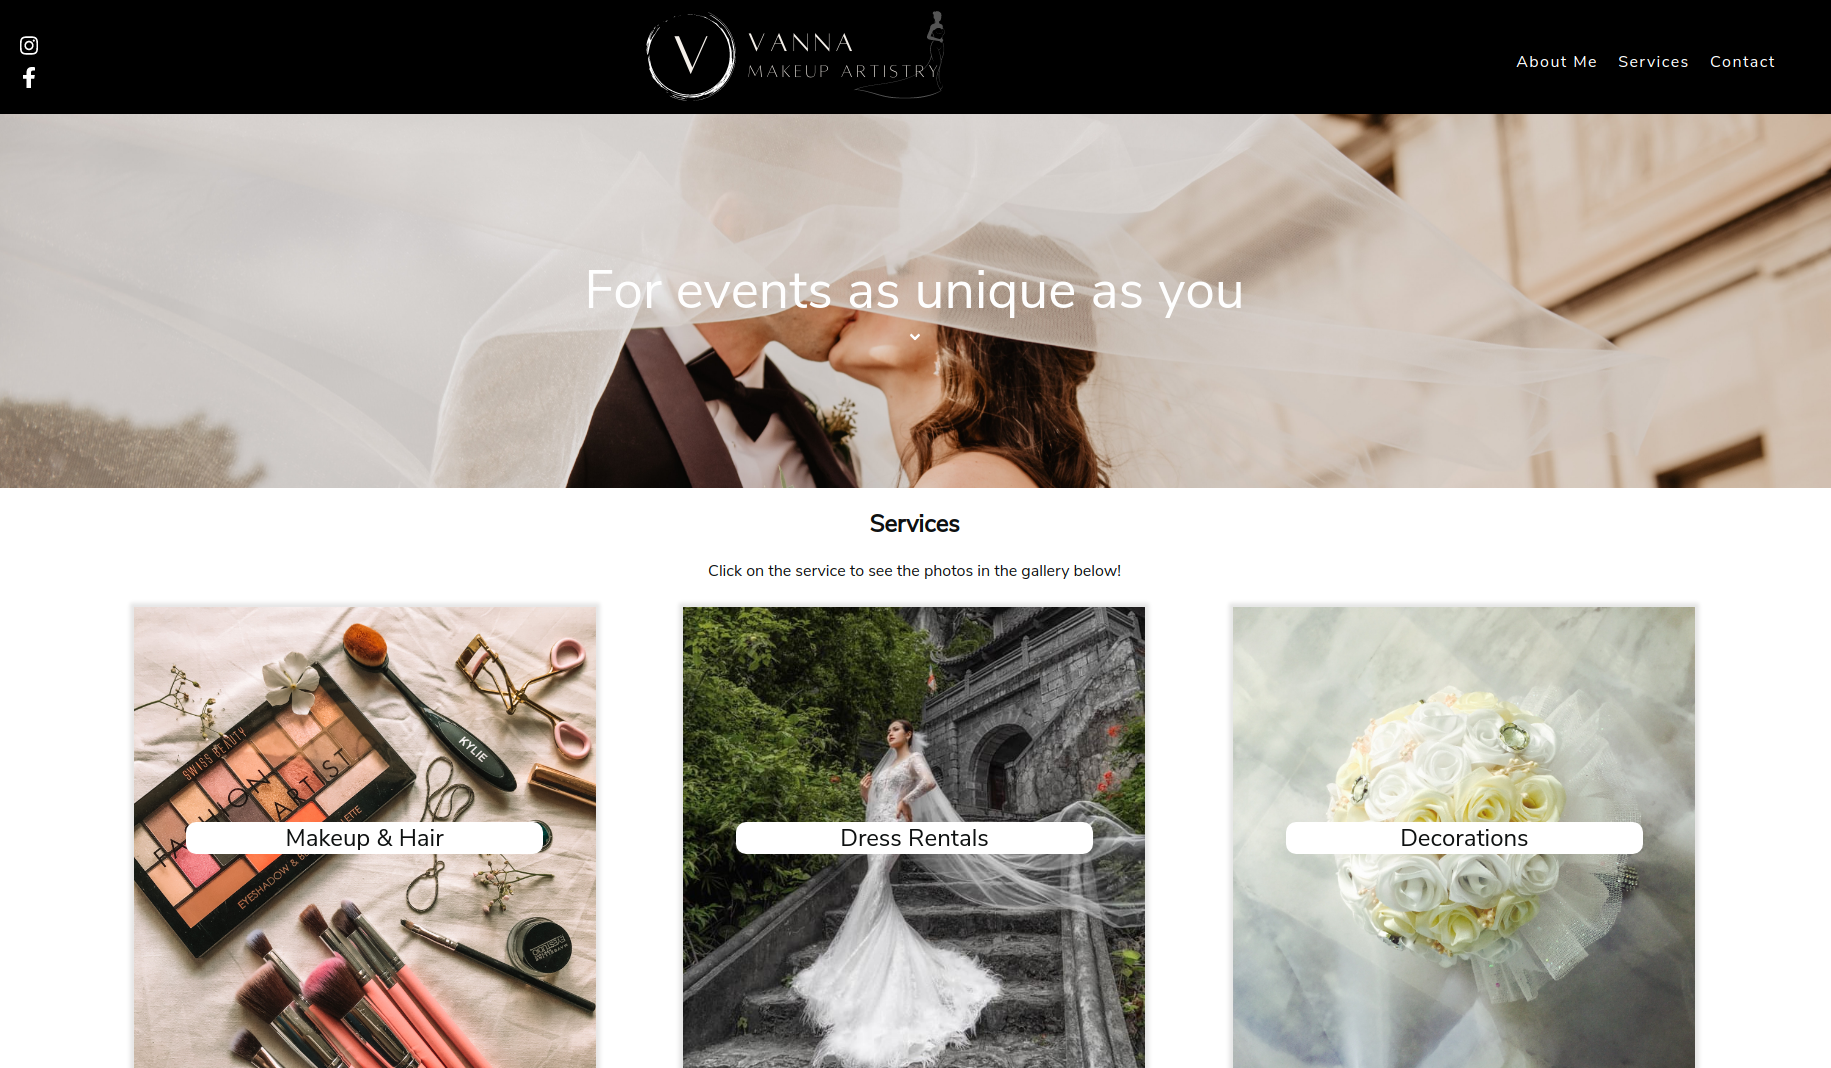 V
VANNA
MAKEUP ARTISTRY
About Me Services Contact
For events as unique as you
Services
Click on the service to see the photos in the gallery below!
SWISS BEAUTY
FASHION
ARTIST
KYLIE
EYESHADOW &
Makeup & Hair
Dress Rentals
Decorations